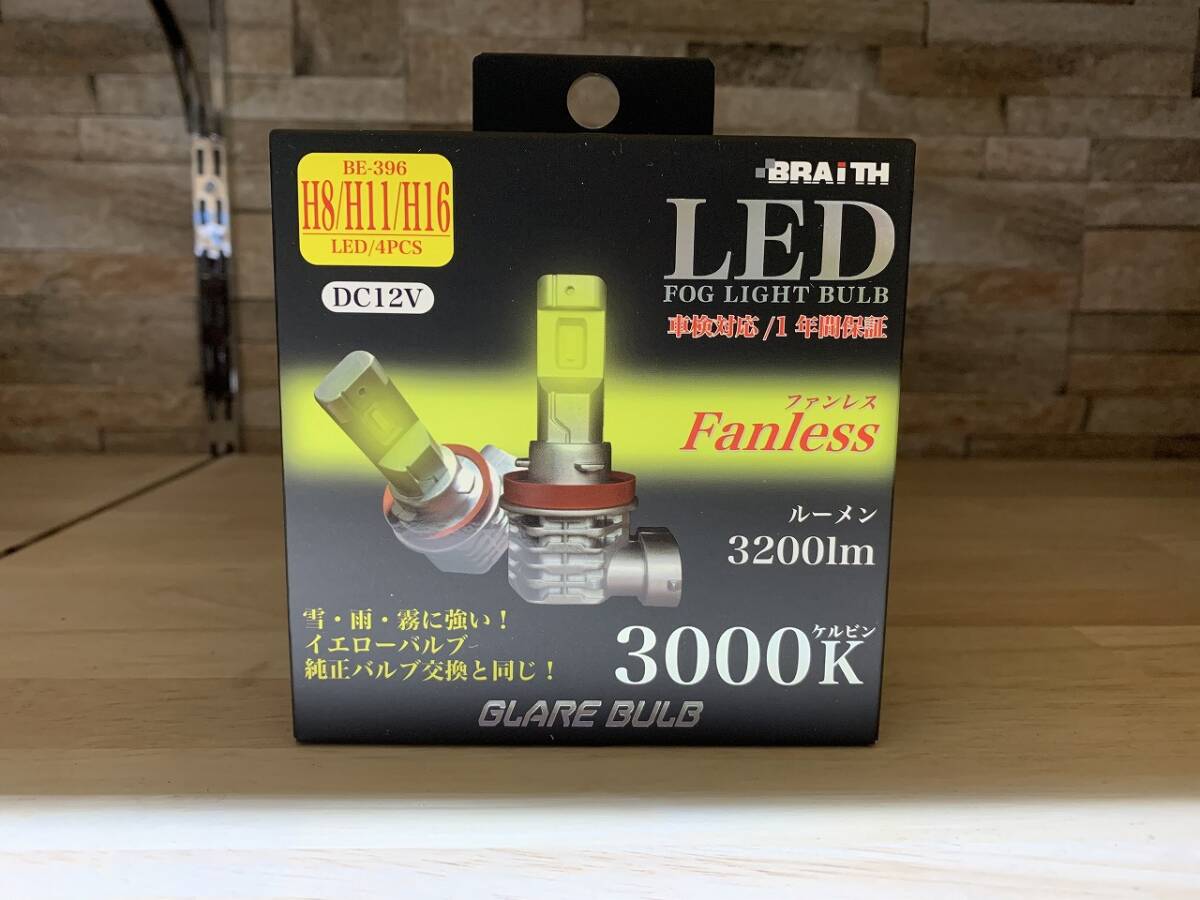 BE-396
H8/H11/H16
LED/4PCS
DC12V
BRAiTH
LED
FOG LIGHT BULB
車検対応/1年間保証
ファンレス
Fanless
ルーメン
3200lm
雪・雨・霧に強い!
イエローバルブ
純正バルブ交換と同じ!
ケルビン
3000K
GLARE BULB